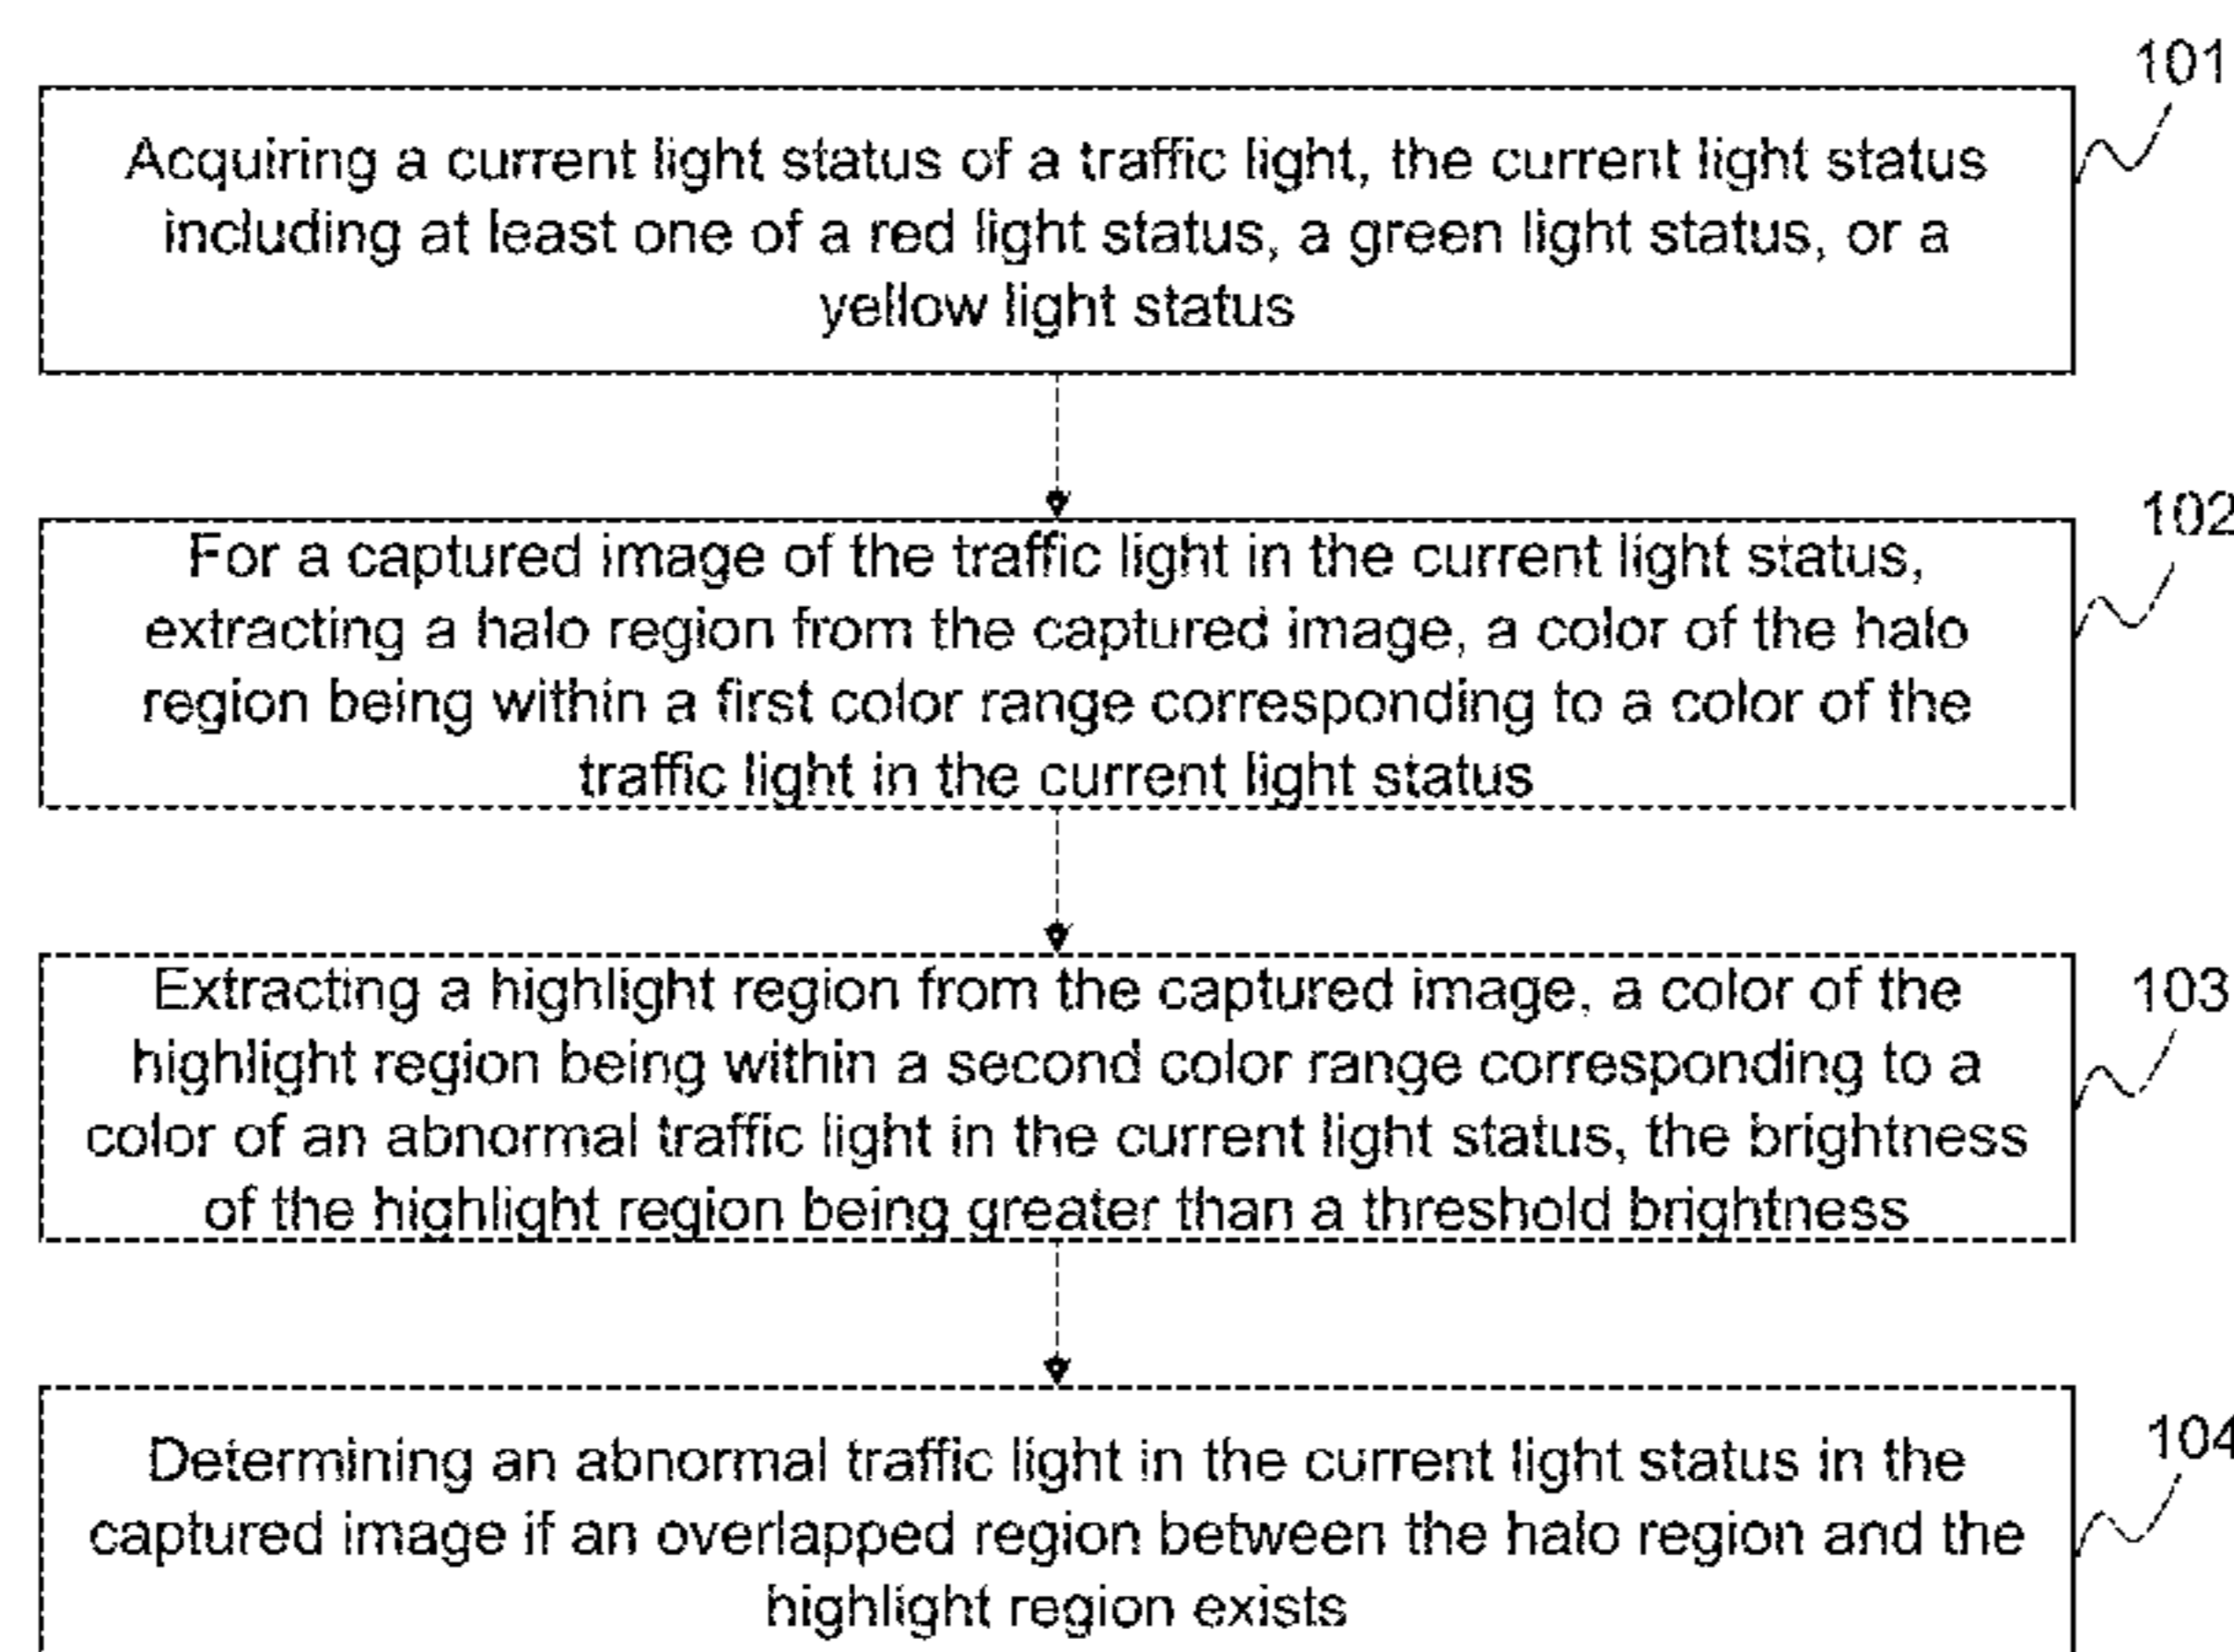 101
Acquiring a current light status of a traffic light, the current light status
including at least one of a red light status, a green light status, or a
yellow light status
102
For a captured image of the traffic light in the current light status,
extracting a halo region from the captured image, a color of the halo
region being within a first color range corresponding to a color of the
traffic light in the current light status
103
Extracting a highlight region from the captured image, a color of the
highlight region being within a second color range corresponding to a
color of an abnormal traffic light in the current light status, the brightness
of the highlight region being greater than a threshold brightness
104
Determining an abnormal traffic light in the current light status in the
captured image if an overlapped region between the halo region and the
highlight region exists